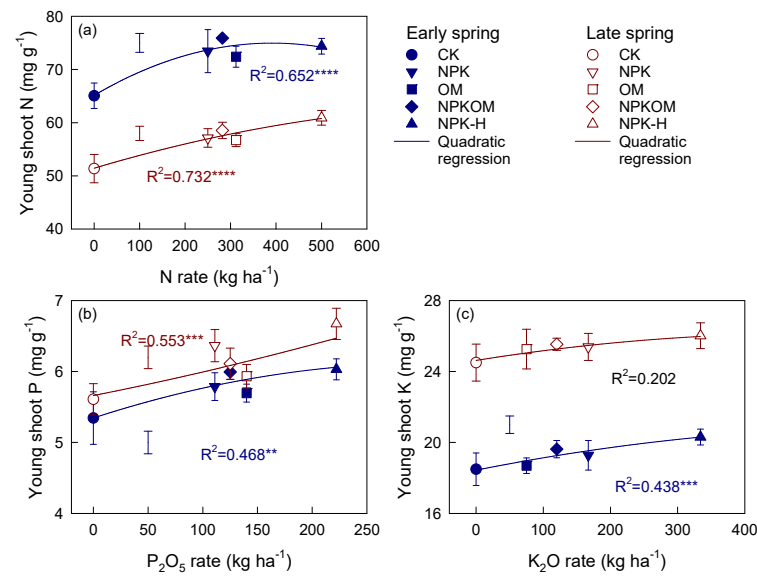 (a)
80
70
60
50
40
Young shoot N (mg g⁻¹)
R²=0.652****
R²=0.732****
0 100 200 300 400 500 600
N rate (kg ha⁻¹)
Early spring
CK
NPK
OM
NPKOM
NPK-H
Quadratic
regression
Late spring
CK
NPK
OM
NPKOM
NPK-H
Quadratic
regression
(b)
7
6
5
4
Young shoot P (mg g⁻¹)
R²=0.553***
R²=0.468**
0 50 100 150 200 250
P₂O₅ rate (kg ha⁻¹)
(c)
28
24
20
16
Young shoot K (mg g⁻¹)
R²=0.202
R²=0.438***
0 100 200 300 400
K₂O rate (kg ha⁻¹)